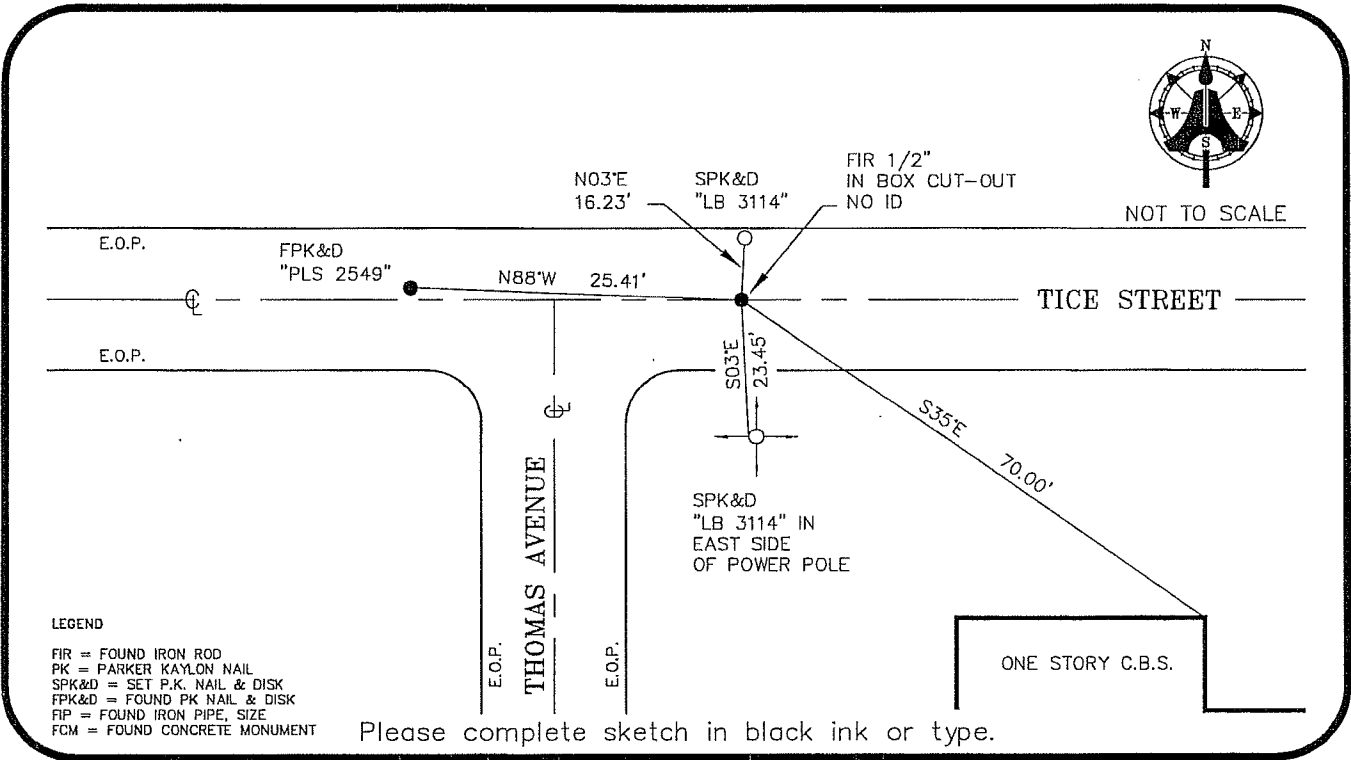 N
W E
S
NOT TO SCALE
N03°E
16.23'
SPK&D
"LB 3114"
FIR 1/2"
IN BOX CUT-OUT
NO ID
E.O.P.
FPK&D
"PLS 2549"
N88°W 25.41'
℄
TICE STREET
E.O.P.
S03°E
23.45'
℄
S35°E
70.00'
THOMAS AVENUE
SPK&D
"LB 3114" IN
EAST SIDE
OF POWER POLE
E.O.P.
E.O.P.
ONE STORY C.B.S.
LEGEND
FIR = FOUND IRON ROD
PK = PARKER KAYLON NAIL
SPK&D = SET P.K. NAIL & DISK
FPK&D = FOUND PK NAIL & DISK
FIP = FOUND IRON PIPE, SIZE
FCM = FOUND CONCRETE MONUMENT
Please complete sketch in black ink or type.